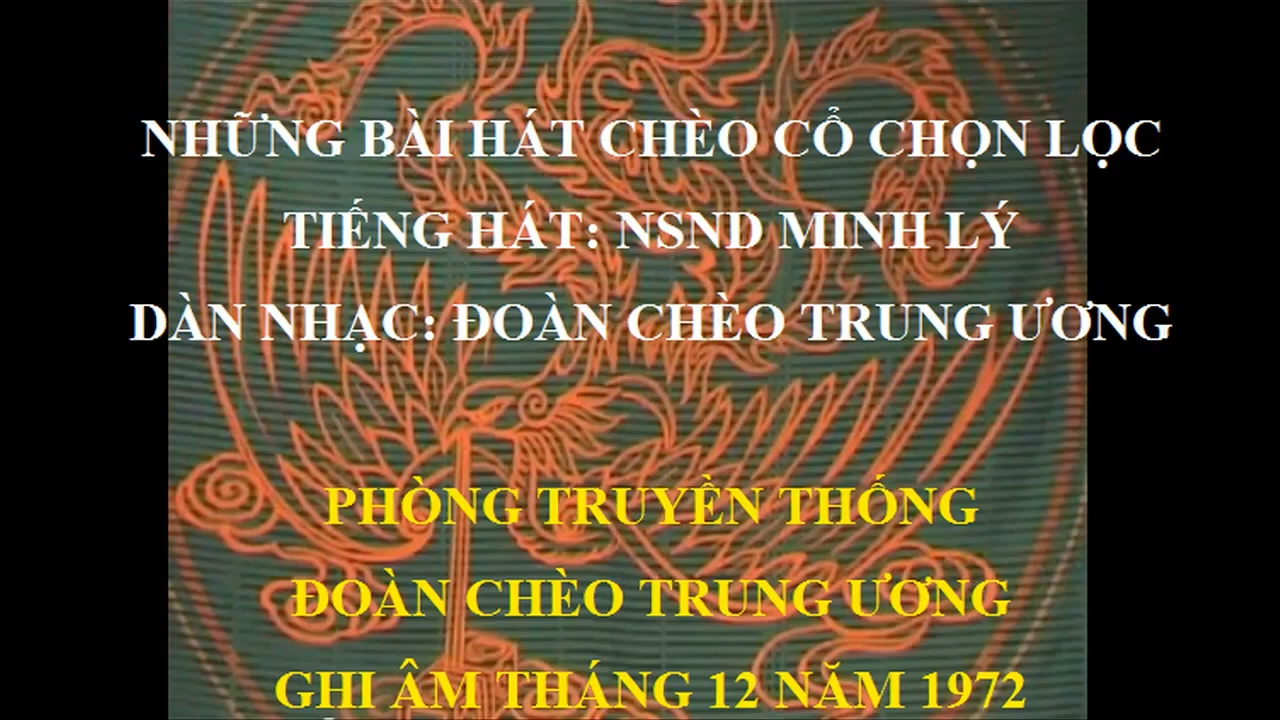 NHỮNG BÀI HÁT CHÈO CỔ CHỌN LỌC
TIẾNG HÁT: NSND MINH LÝ
DÀN NHẠC: ĐOÀN CHÈO TRUNG ƯƠNG
PHÒNG TRUYỀN THỐNG
ĐOÀN CHÈO TRUNG ƯƠNG
GHI ÂM THÁNG 12 NĂM 1972